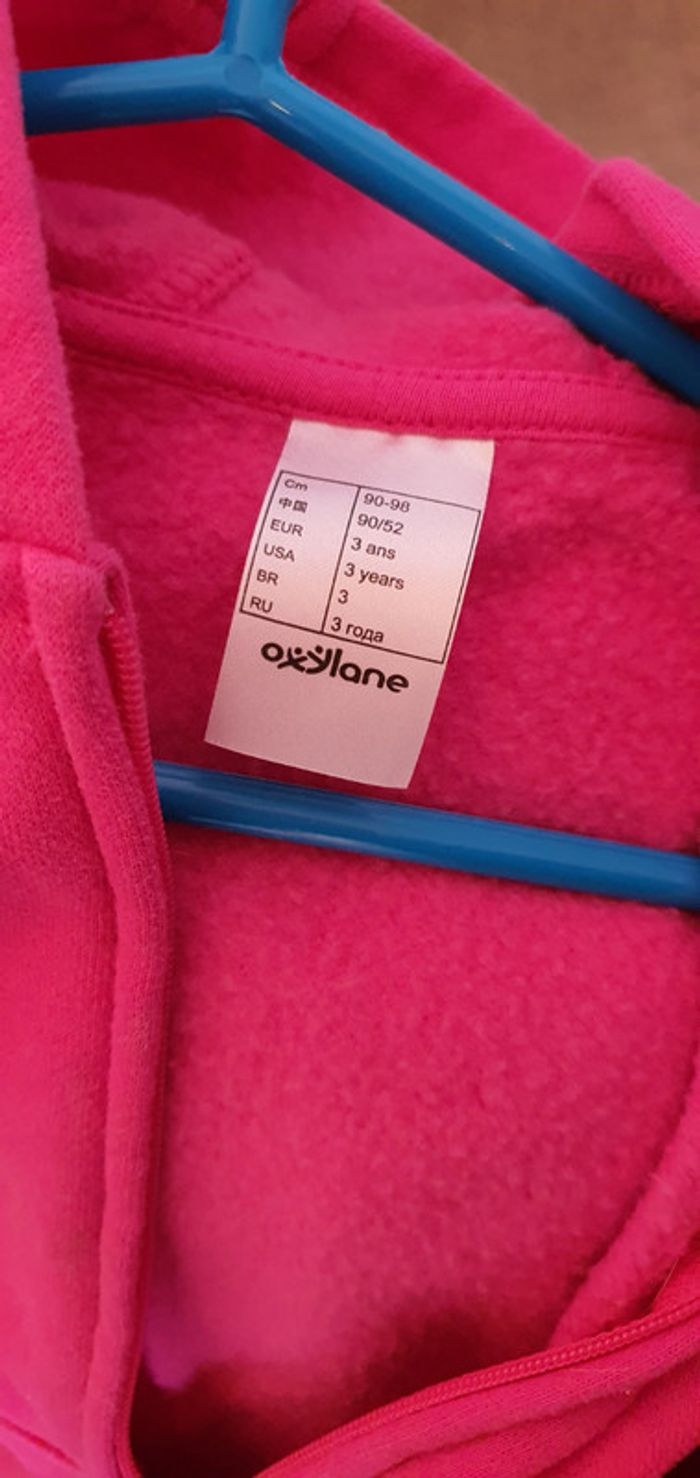 Cm 90-98
中国 90/52
EUR 3 ans
USA 3 years
BR 3
RU 3 года
oxylane